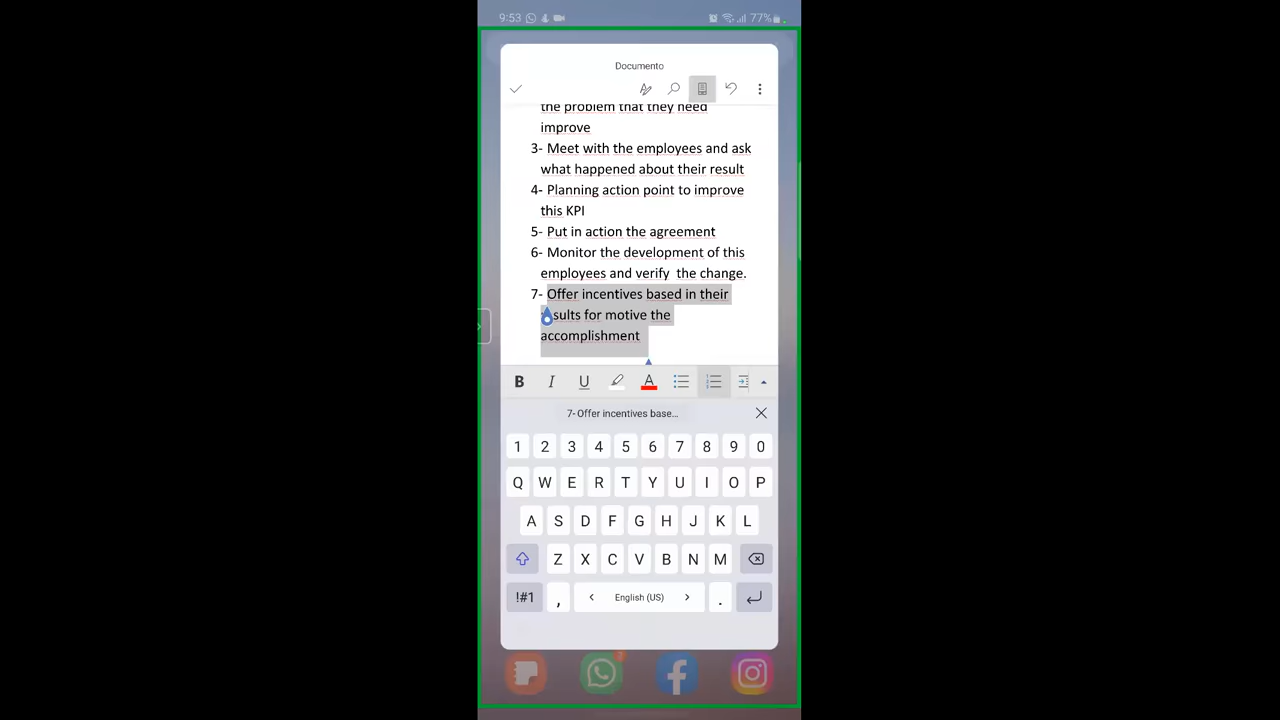 9:53
77%
Documento
the problem that they need
improve
3- Meet with the employees and ask
what happened about their result
4- Planning action point to improve
this KPI
5- Put in action the agreement
6- Monitor the development of this
employees and verify the change.
7- Offer incentives based in their
sults for motive the
accomplishment
B I U A
7- Offer incentives base...
1 2 3 4 5 6 7 8 9 0
Q W E R T Y U I O P
A S D F G H J K L
Z X C V B N M
!#1 , < English (US) > .